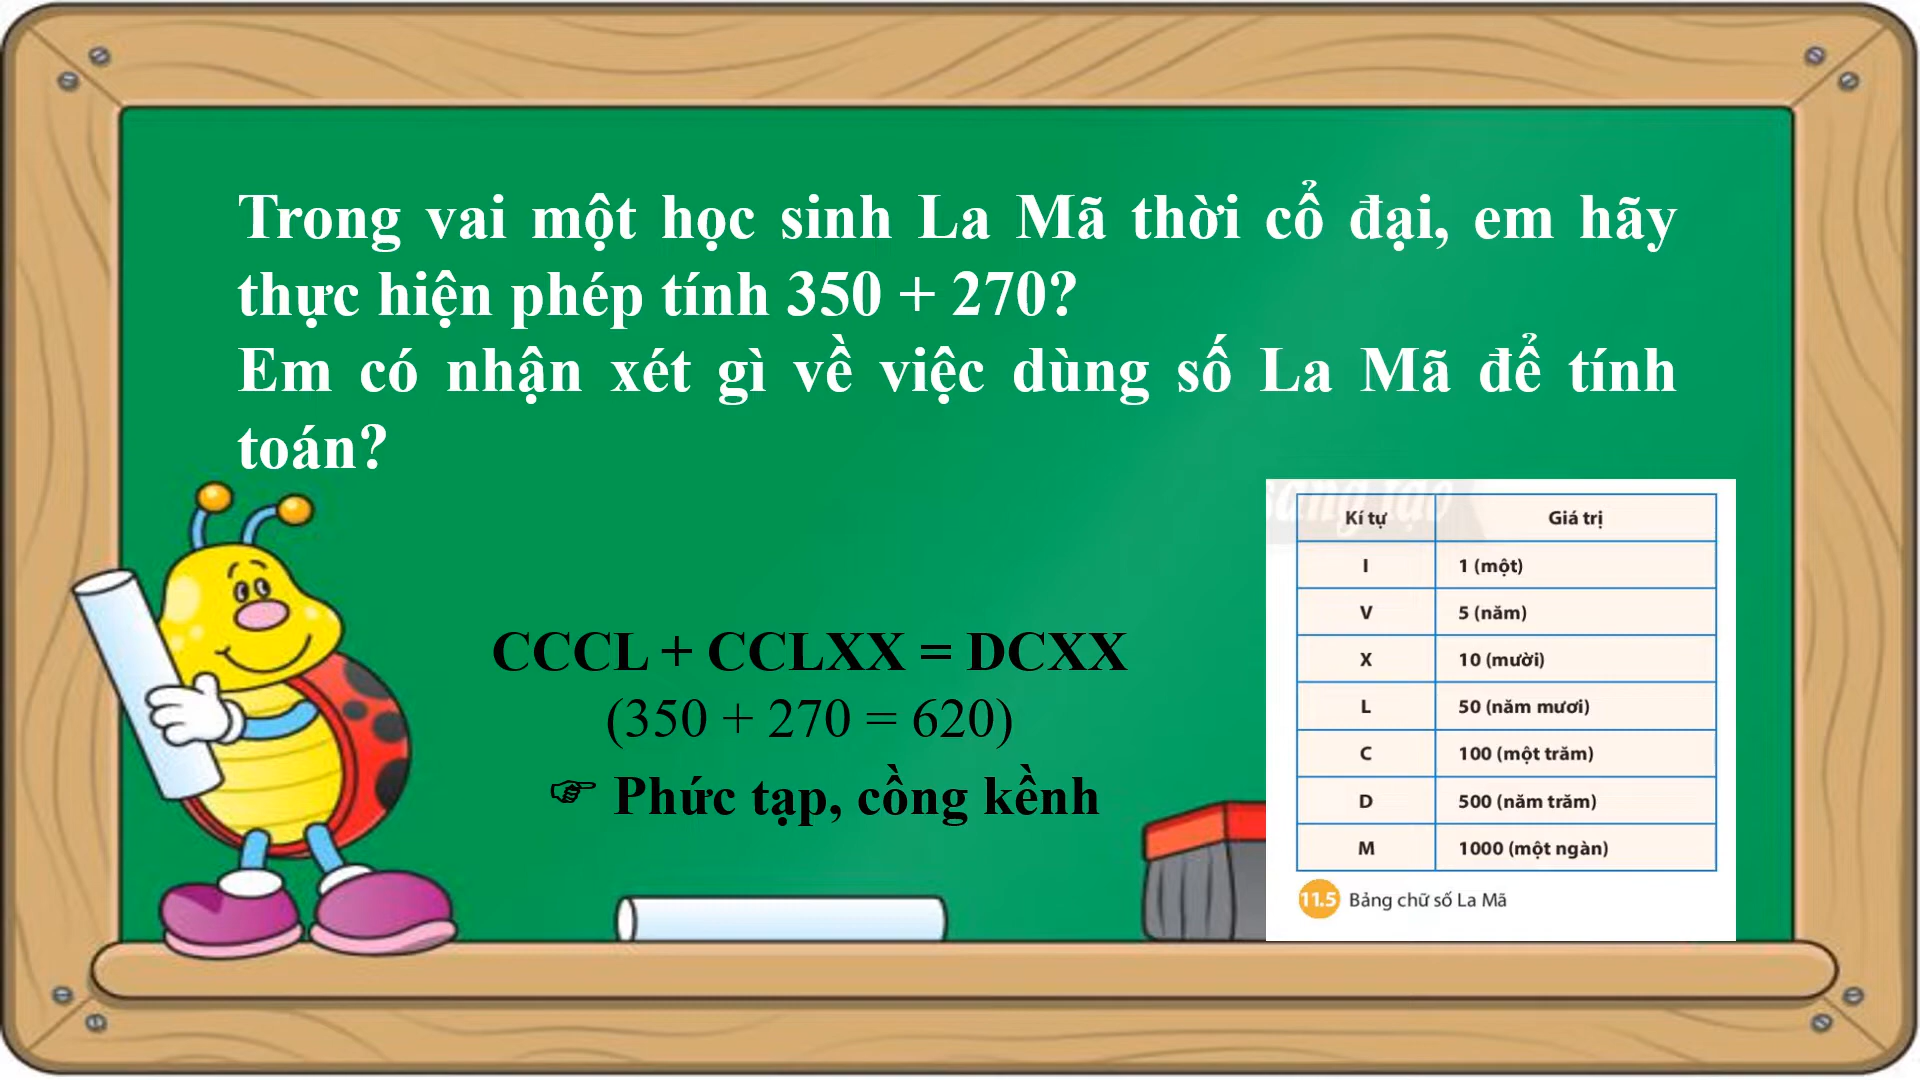 Trong vai một học sinh La Mã thời cổ đại, em hãy
thực hiện phép tính 350 + 270?
Em có nhận xét gì về việc dùng số La Mã để tính
toán?
CCCL + CCLXX = DCXX
(350 + 270 = 620)
☞ Phức tạp, cồng kềnh
sáng tạo
Kí tự Giá trị
I 1 (một)
V 5 (năm)
X 10 (mười)
L 50 (năm mươi)
C 100 (một trăm)
D 500 (năm trăm)
M 1000 (một ngàn)
11.5 Bảng chữ số La Mã